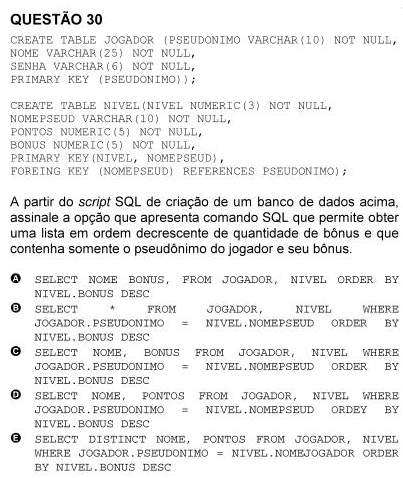 QUESTÃO 30
CREATE TABLE JOGADOR (PSEUDONIMO VARCHAR(10) NOT NULL,
NOME VARCHAR(25) NOT NULL,
SENHA VARCHAR(6) NOT NULL,
PRIMARY KEY (PSEUDONIMO));
CREATE TABLE NIVEL(NIVEL NUMERIC(3) NOT NULL,
NOMEPSEUD VARCHAR(10) NOT NULL,
PONTOS NUMERIC(5) NOT NULL,
BONUS NUMERIC(5) NOT NULL,
PRIMARY KEY(NIVEL, NOMEPSEUD),
FOREING KEY (NOMEPSEUD) REFERENCES PSEUDONIMO);
A partir do script SQL de criação de um banco de dados acima,
assinale a opção que apresenta comando SQL que permite obter
uma lista em ordem decrescente de quantidade de bônus e que
contenha somente o pseudônimo do jogador e seu bônus.
A SELECT NOME BONUS, FROM JOGADOR, NIVEL ORDER BY
NIVEL.BONUS DESC
B SELECT * FROM JOGADOR, NIVEL WHERE
JOGADOR.PSEUDONIMO = NIVEL.NOMEPSEUD ORDER BY
NIVEL.BONUS DESC
C SELECT NOME, BONUS FROM JOGADOR, NIVEL WHERE
JOGADOR.PSEUDONIMO = NIVEL.NOMEPSEUD ORDER BY
NIVEL.BONUS DESC
D SELECT NOME, PONTOS FROM JOGADOR, NIVEL WHERE
JOGADOR.PSEUDONIMO = NIVEL.NOMEPSEUD ORDEY BY
NIVEL.BONUS DESC
E SELECT DISTINCT NOME, PONTOS FROM JOGADOR, NIVEL
WHERE JOGADOR.PSEUDONIMO = NIVEL.NOMEJOGADOR ORDER
BY NIVEL.BONUS DESC